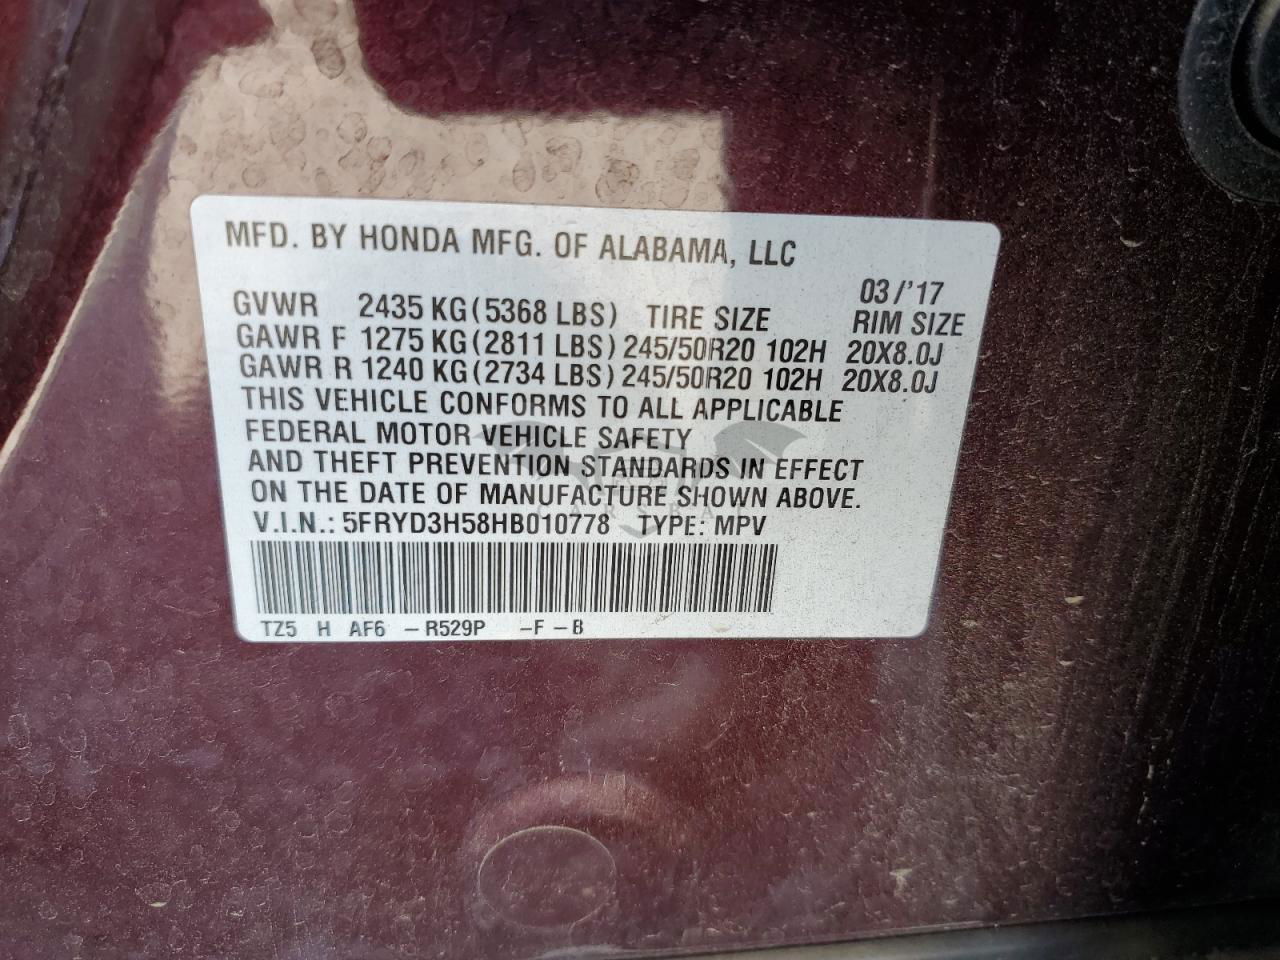 MFD. BY HONDA MFG. OF ALABAMA, LLC
03/'17
GVWR 2435 KG(5368 LBS) TIRE SIZE RIM SIZE
GAWR F 1275 KG(2811 LBS) 245/50R20 102H 20X8.0J
GAWR R 1240 KG(2734 LBS) 245/50R20 102H 20X8.0J
THIS VEHICLE CONFORMS TO ALL APPLICABLE
FEDERAL MOTOR VEHICLE SAFETY
AND THEFT PREVENTION STANDARDS IN EFFECT
ON THE DATE OF MANUFACTURE SHOWN ABOVE.
V.I.N.: 5FRYD3H58HB010778 TYPE: MPV
TZ5 H AF6 -R529P -F-B